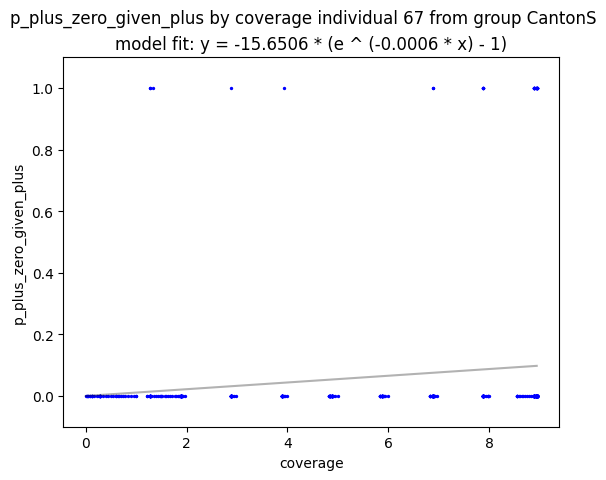 p_plus_zero_given_plus by coverage individual 67 from group CantonS
model fit: y = -15.6506 * (e ^ (-0.0006 * x) - 1)
1.0
0.8
0.6
0.4
0.2
0.0
p_plus_zero_given_plus
0 2 4 6 8
coverage